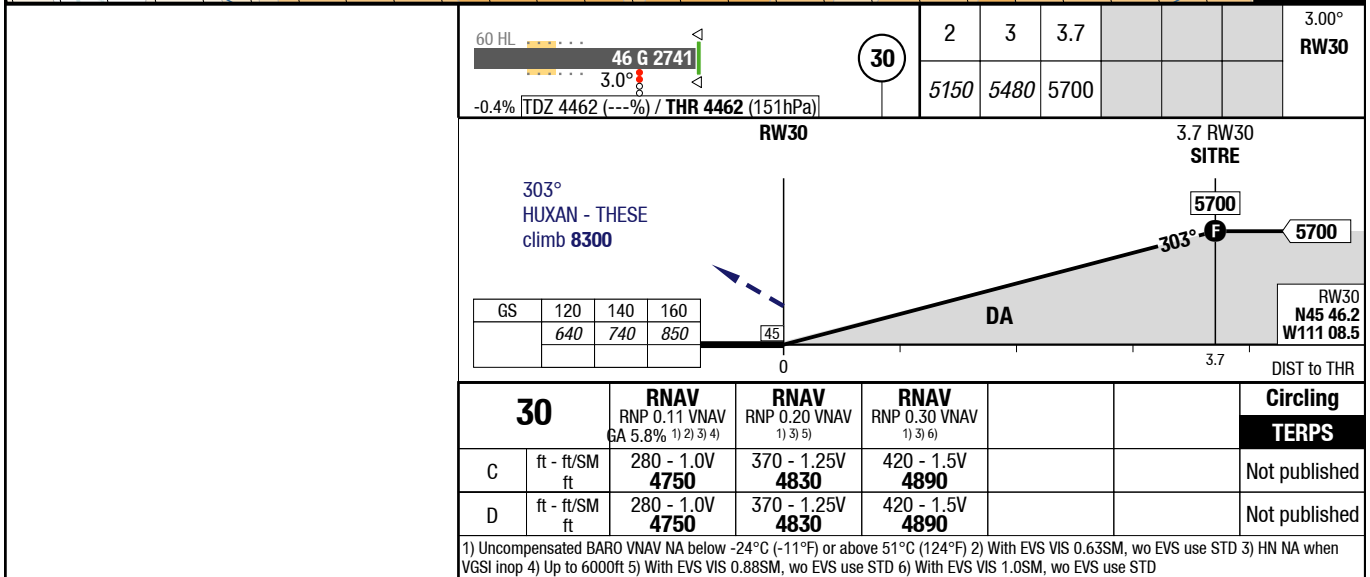 60 HL
46 G 2741
3.0°
-0.4% TDZ 4462 (---%) / THR 4462 (151hPa)
30
2 3 3.7
5150 5480 5700
3.00°
RW30
RW30
3.7 RW30
SITRE
303°
HUXAN - THESE
climb 8300
5700
303° F 5700
DA
GS 120 140 160
640 740 850
45
RW30
N45 46.2
W111 08.5
0
3.7
DIST to THR
30
RNAV RNAV RNAV Circling
RNP 0.11 VNAV RNP 0.20 VNAV RNP 0.30 VNAV
GA 5.8% 1) 2) 3) 4) 1) 3) 5) 1) 3) 6) TERPS
C ft - ft/SM 280 - 1.0V 370 - 1.25V 420 - 1.5V Not published
ft 4750 4830 4890
D ft - ft/SM 280 - 1.0V 370 - 1.25V 420 - 1.5V Not published
ft 4750 4830 4890
1) Uncompensated BARO VNAV NA below -24°C (-11°F) or above 51°C (124°F) 2) With EVS VIS 0.63SM, wo EVS use STD 3) HN NA when
VGSI inop 4) Up to 6000ft 5) With EVS VIS 0.88SM, wo EVS use STD 6) With EVS VIS 1.0SM, wo EVS use STD